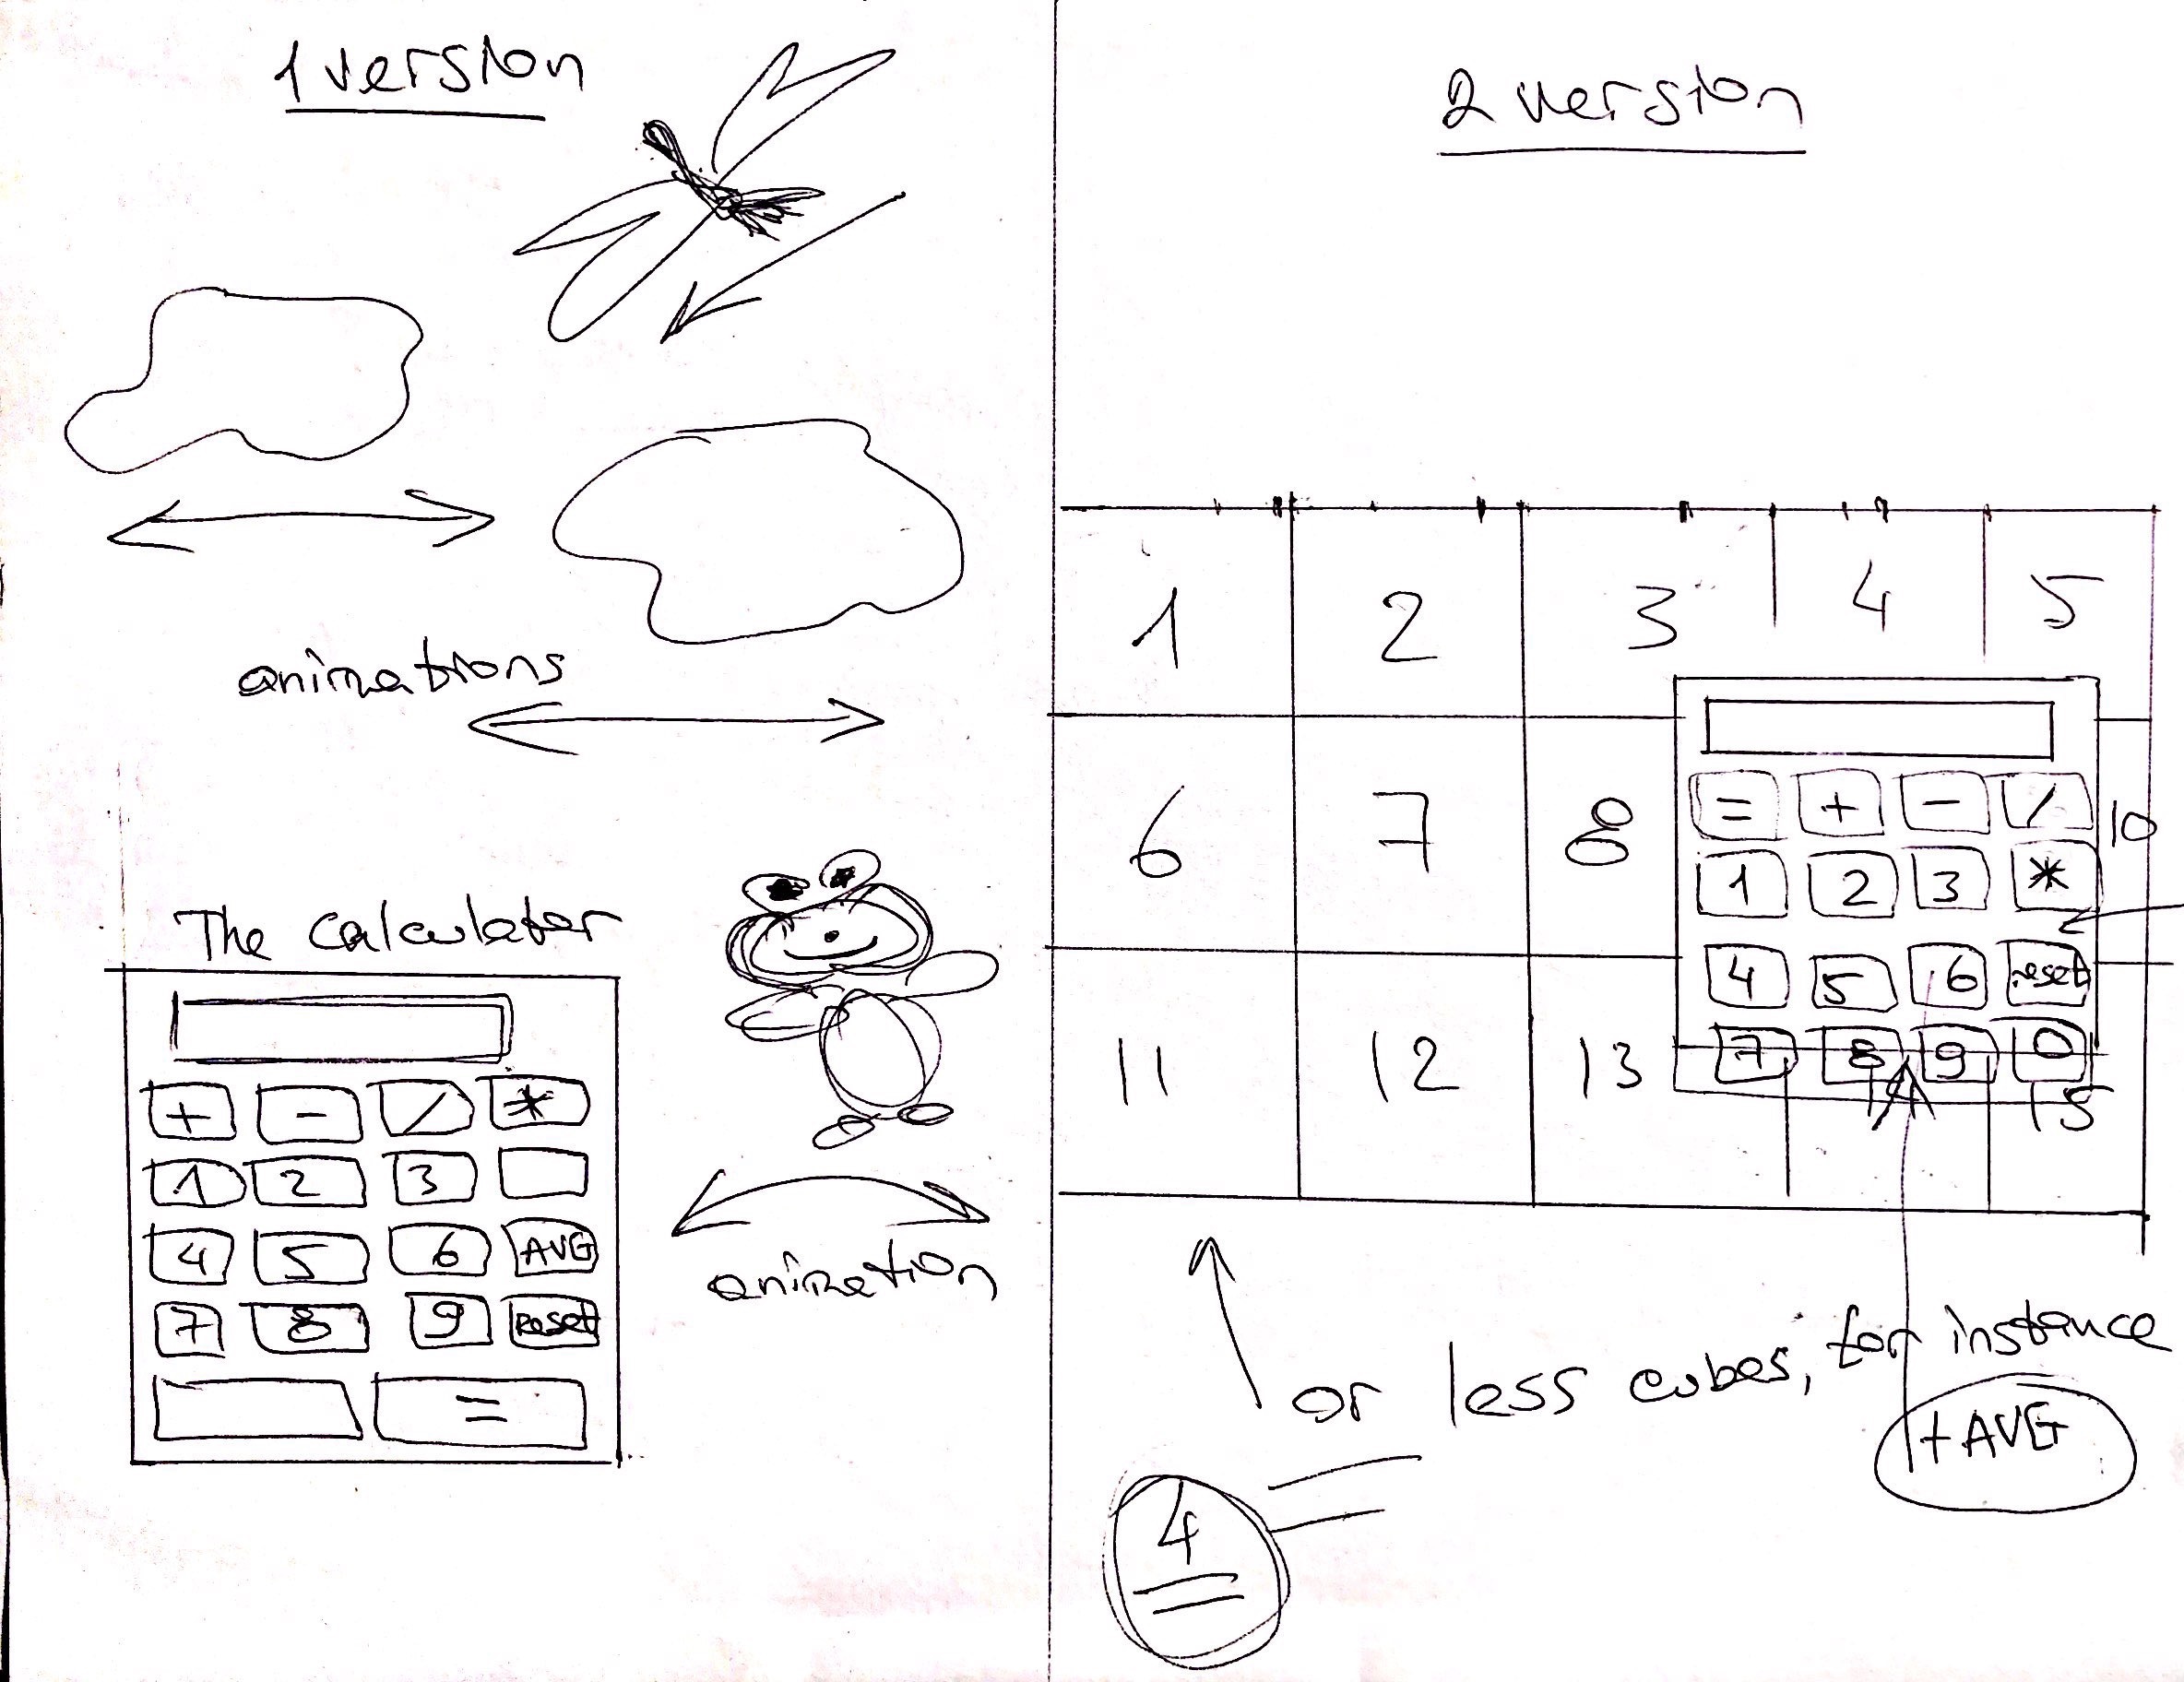 1 version
animations
The calculater
+ - / *
1 2 3
4 5 6 AVG
7 8 9 reset
=
animation
2 version
1 2 3 4 5
6 7 8 10
11 12 13 15
= + - /
1 2 3 *
4 5 6 reset
7 8 9 0
or less cubes, for instance
4
+ AVG